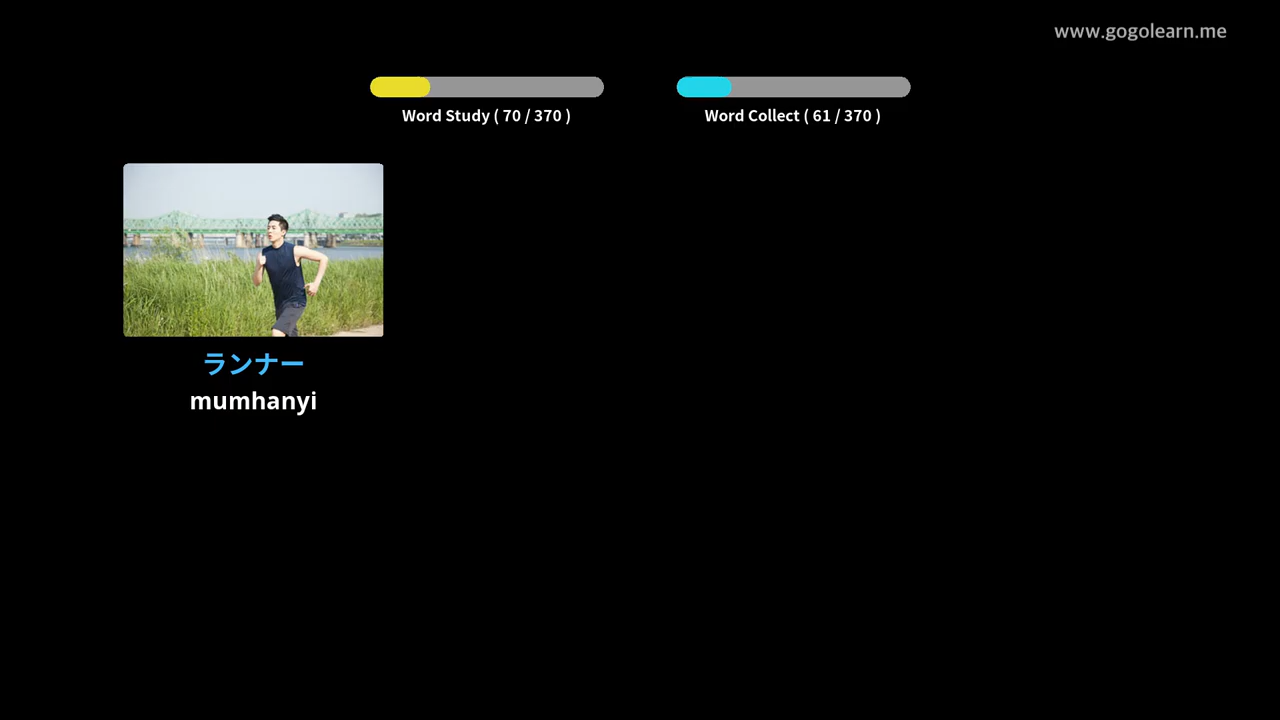 www.gogolearn.me
Word Study ( 70 / 370 )
Word Collect ( 61 / 370 )
ランナー
mumhanyi